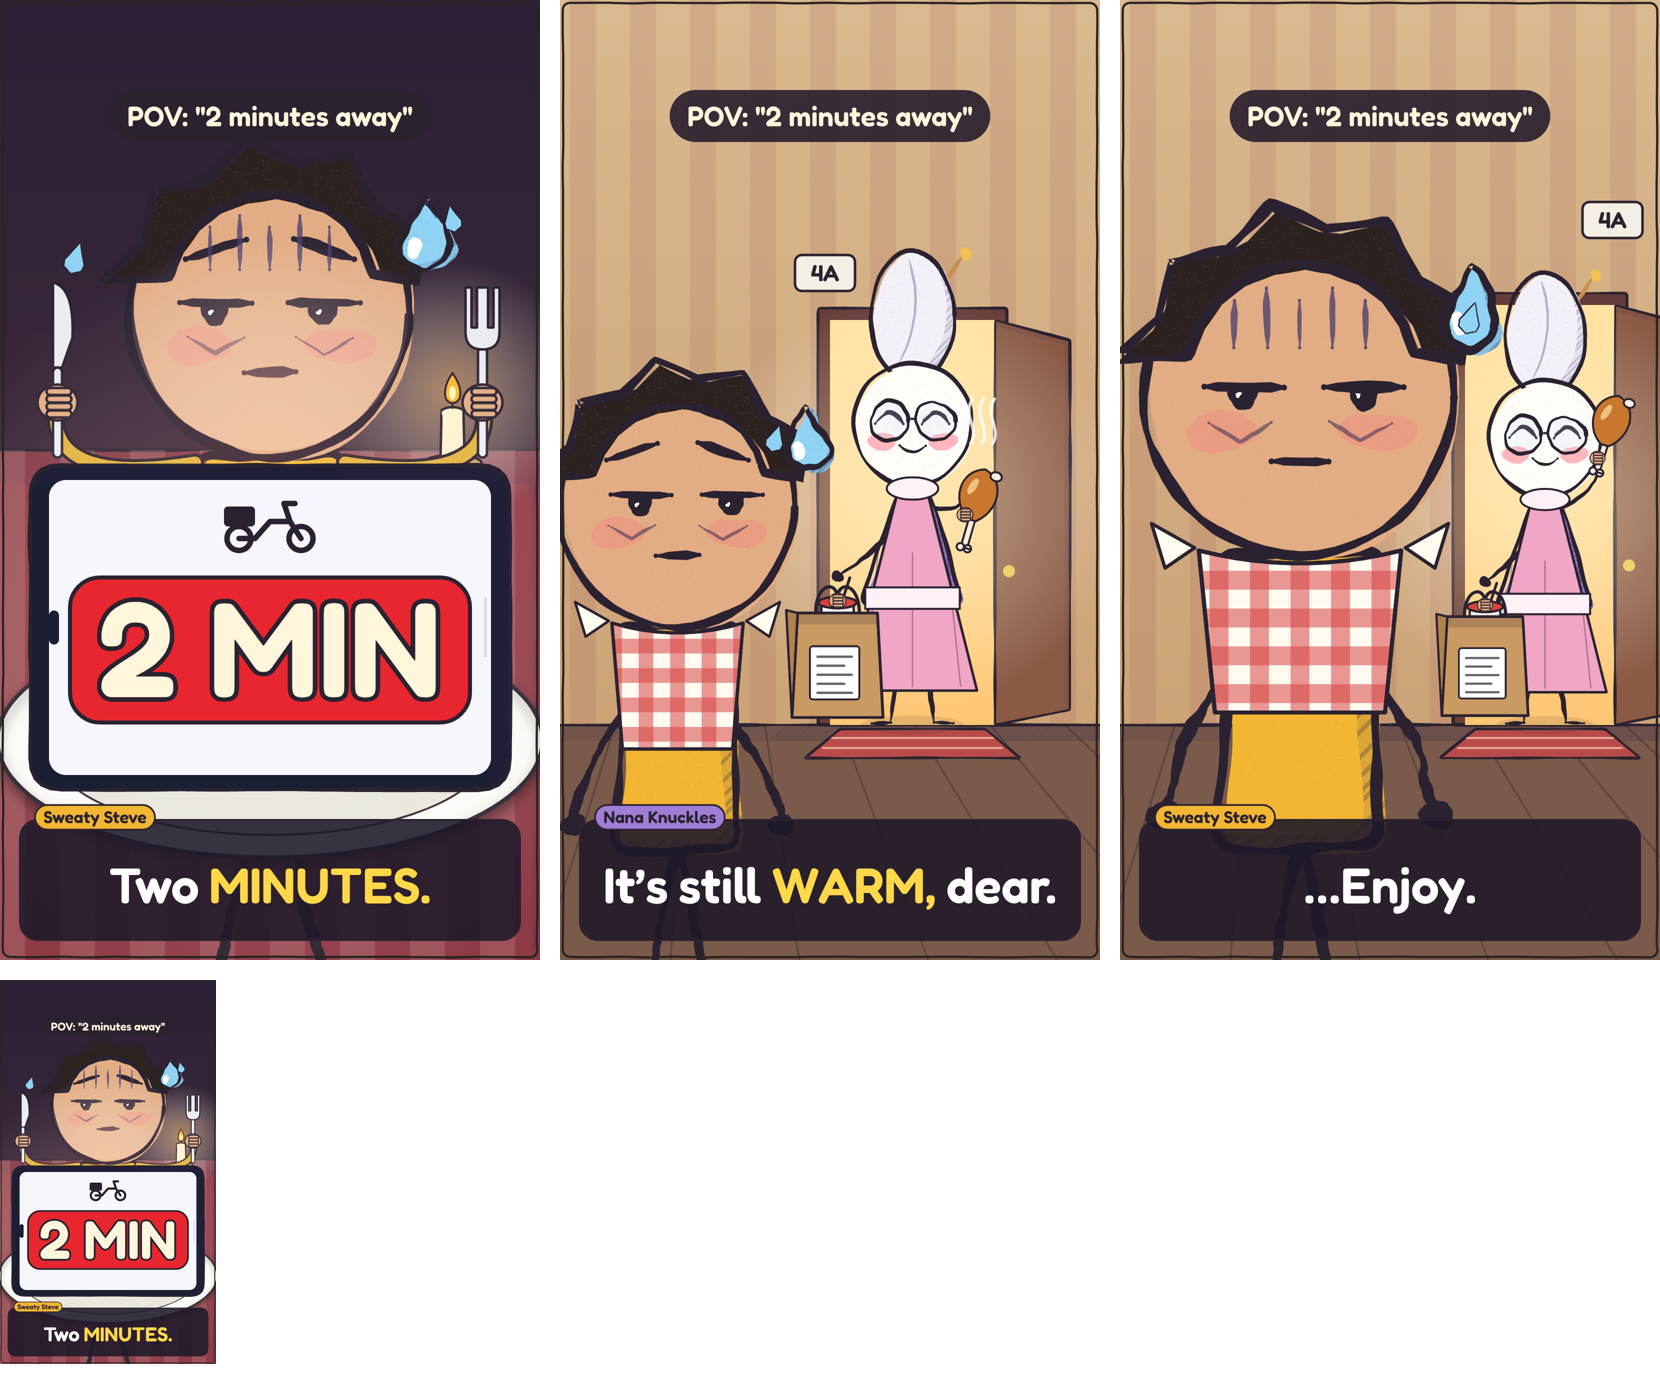 POV: "2 minutes away"
2 MIN
Sweaty Steve
Two MINUTES.
POV: "2 minutes away"
4A
Nana Knuckles
It's still WARM, dear.
POV: "2 minutes away"
4A
Sweaty Steve
...Enjoy.
POV: "2 minutes away"
2 MIN
Sweaty Steve
Two MINUTES.